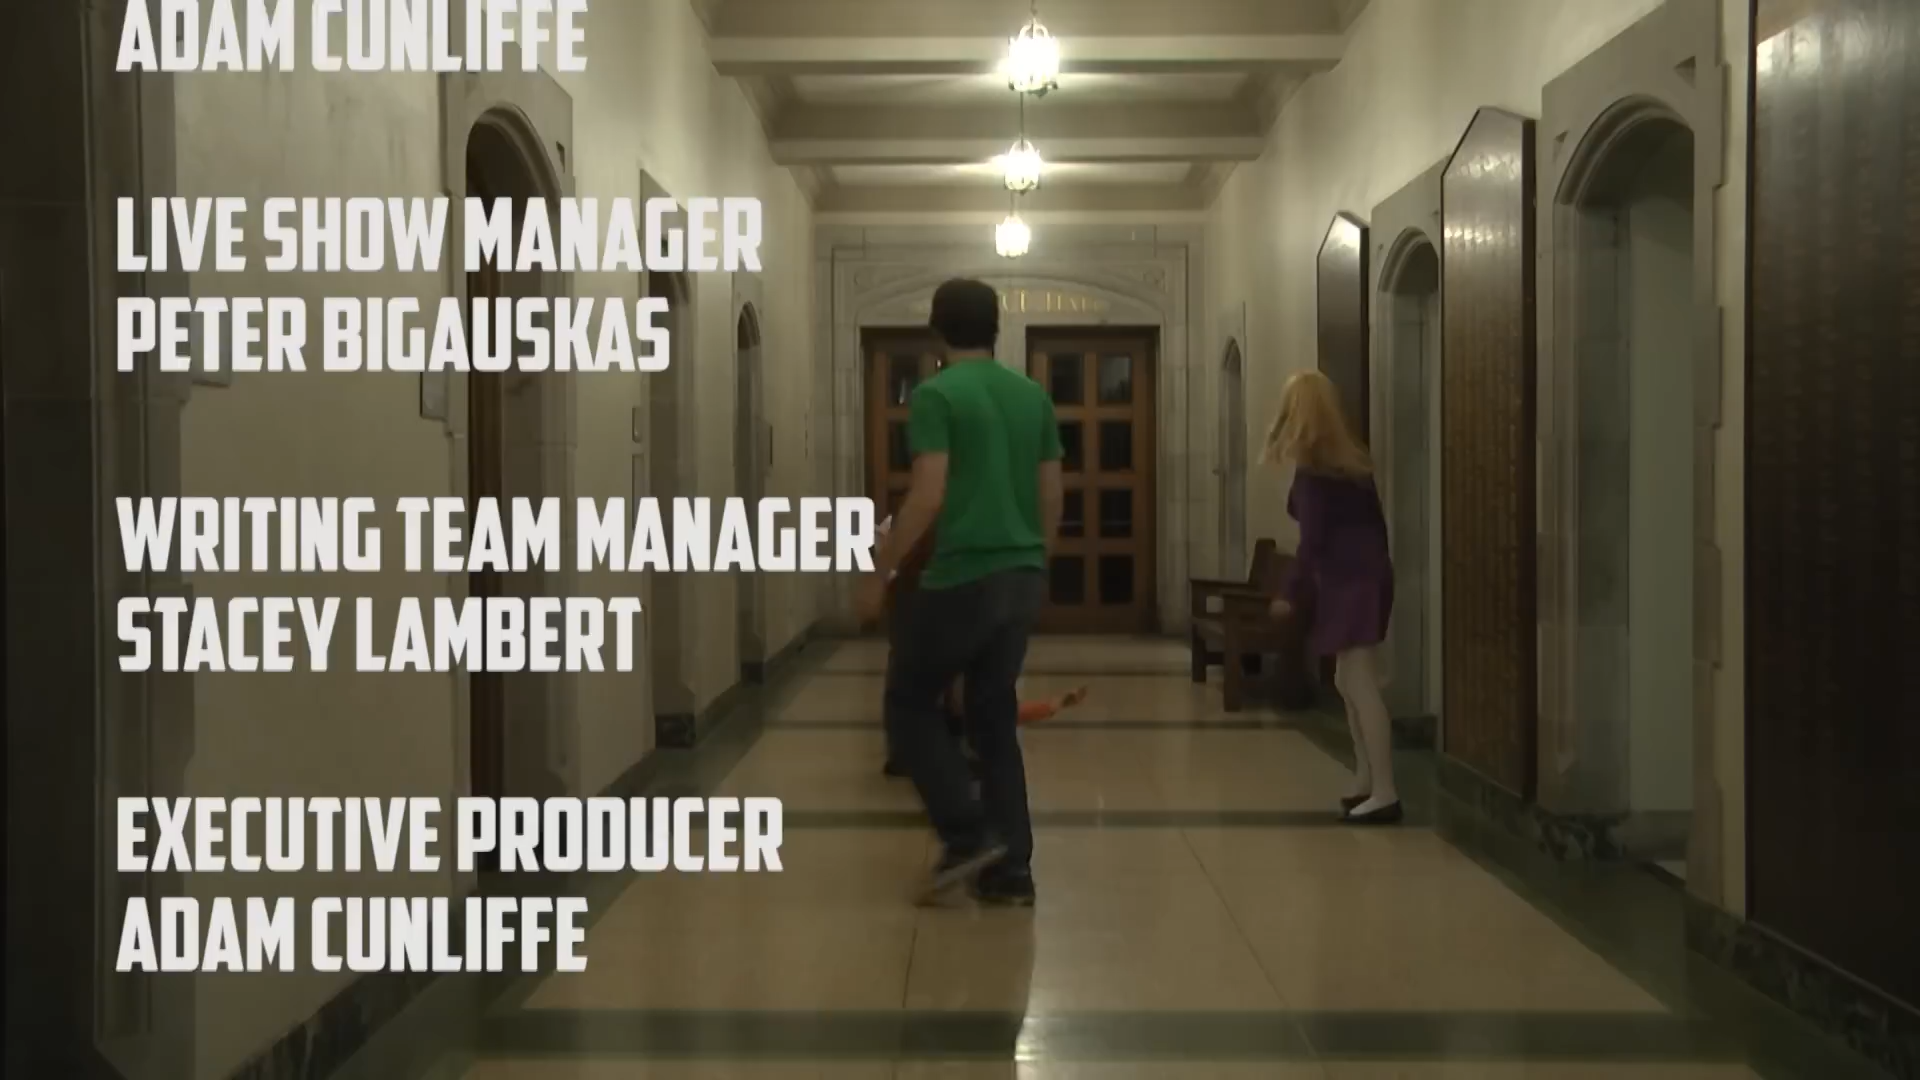 ADAM CUNLIFFE
LIVE SHOW MANAGER
PETER BIGAUSKAS
WRITING TEAM MANAGER
STACEY LAMBERT
EXECUTIVE PRODUCER
ADAM CUNLIFFE